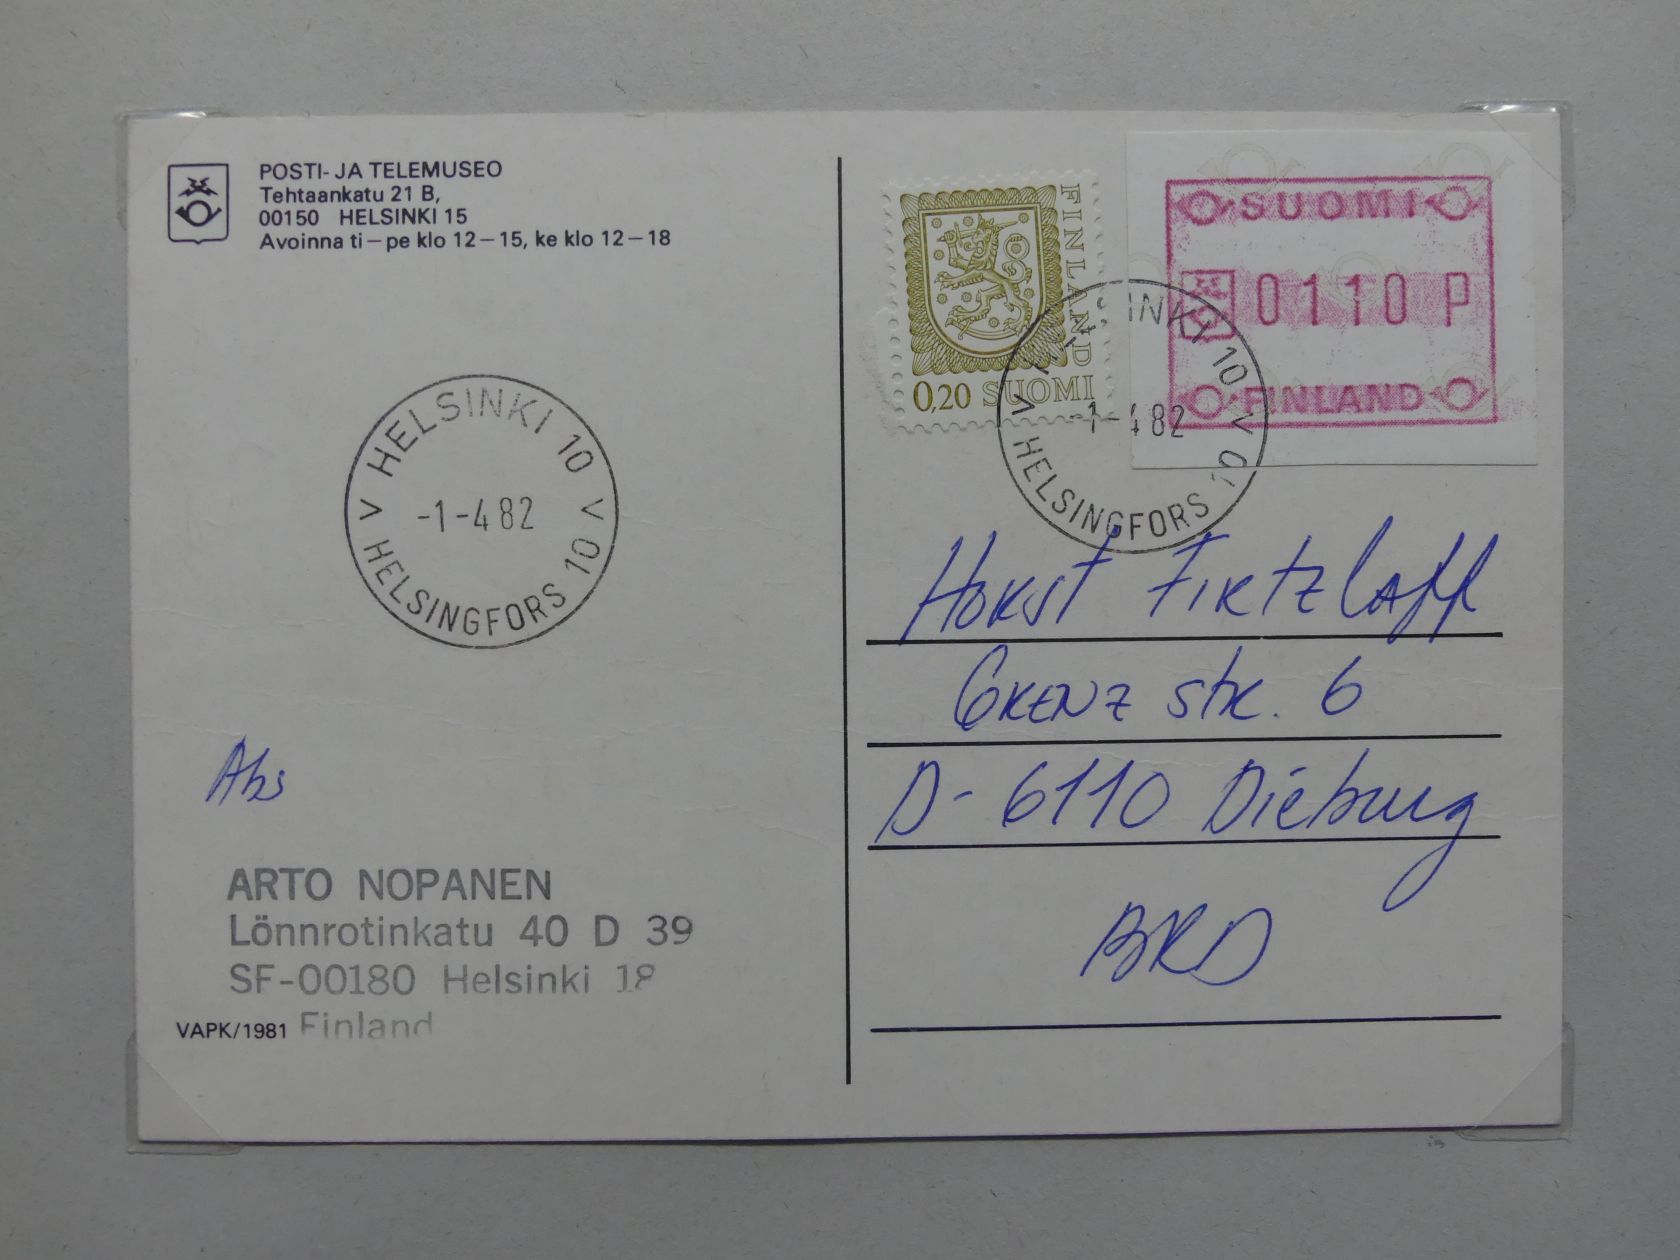 POSTI- JA TELEMUSEO
Tehtaankatu 21 B,
00150 HELSINKI 15
Avoinna ti – pe klo 12 – 15, ke klo 12 – 18
FINLAND
0,20 SUOMI
SUOMI
0110 P
FINLAND
HELSINKI 10
-1-4 82
HELSINGFORS 10
HELSINKI 10
-1-4 82
HELSINGFORS 10
Horst Firtzlaff
Grenz str. 6
D- 6110 Dieburg
BRD
Abs
ARTO NOPANEN
Lönnrotinkatu 40 D 39
SF-00180 Helsinki 18
Finland
VAPK/1981